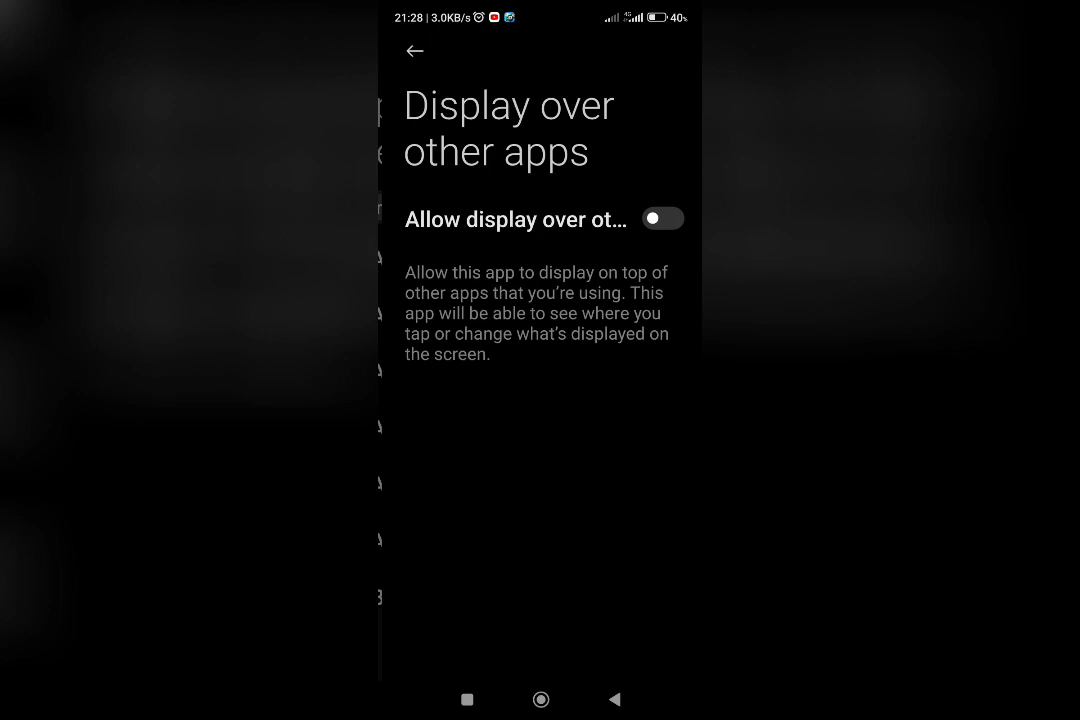 21:28 | 3.0KB/s
4G
40%
Display over
other apps
Allow display over ot...
Allow this app to display on top of
other apps that you’re using. This
app will be able to see where you
tap or change what’s displayed on
the screen.